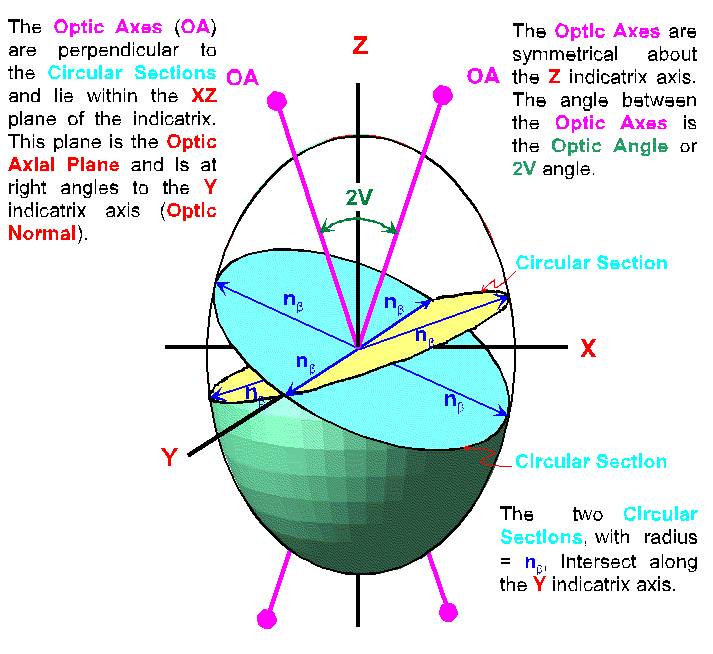 The Optic Axes (OA)
are perpendicular to
the Circular Sections
and lie within the XZ
plane of the indicatrix.
This plane is the Optic
Axial Plane and is at
right angles to the Y
indicatrix axis (Optic
Normal).
Z
OA
OA
The Optic Axes are
symmetrical about
the Z indicatrix axis.
The angle between
the Optic Axes is
the Optic Angle or
2V angle.
2V
Circular Section
nβ
nβ
nβ
nβ
nβ
nβ
X
Y
Circular Section
The two Circular
Sections, with radius
= nβ, Intersect along
the Y indicatrix axis.